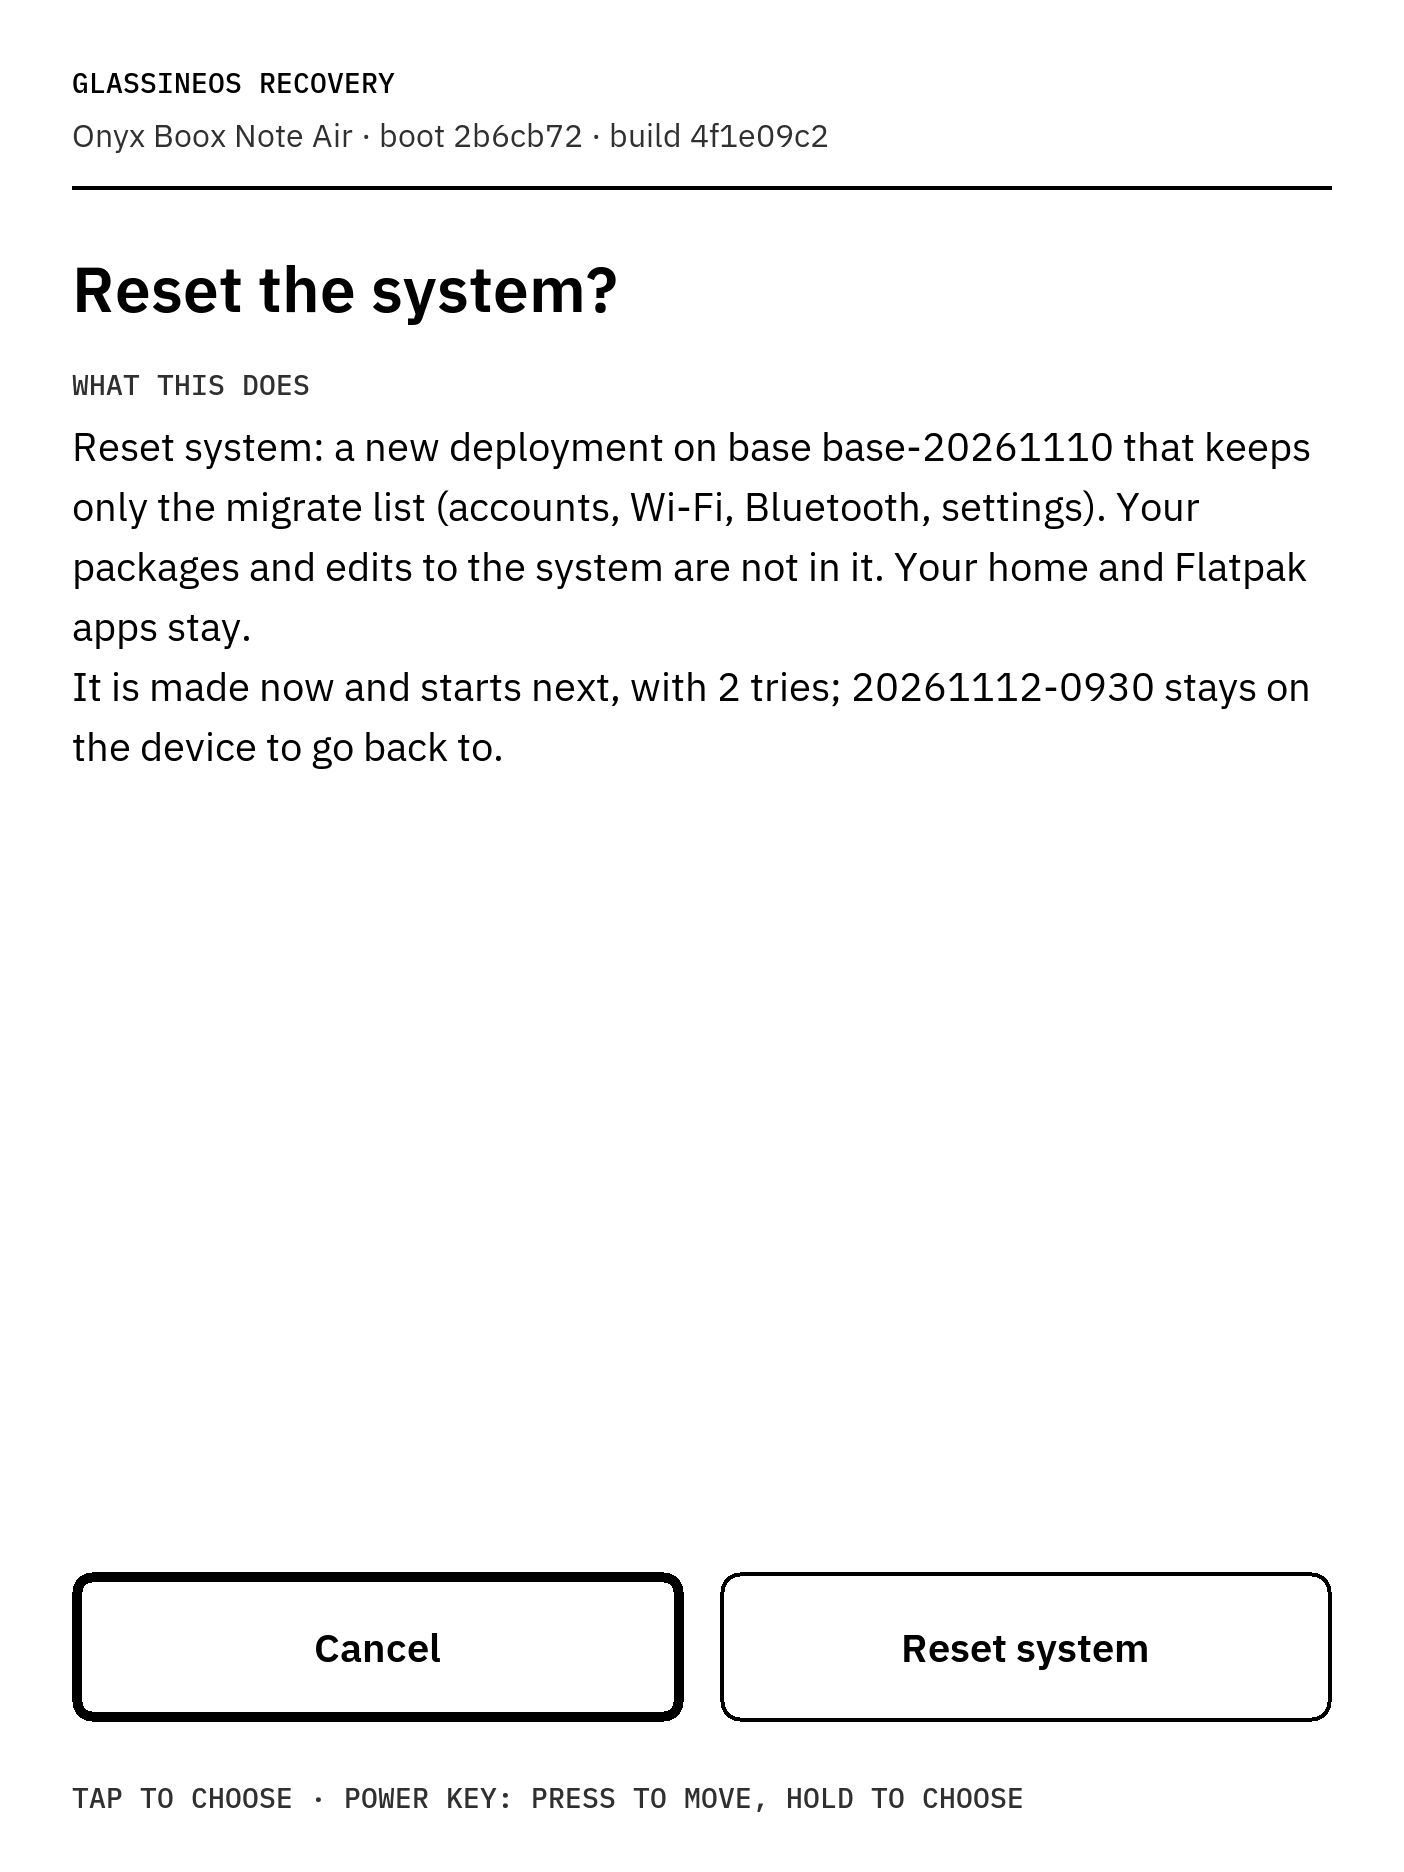 GLASSINEOS RECOVERY
Onyx Boox Note Air · boot 2b6cb72 · build 4f1e09c2
Reset the system?
WHAT THIS DOES
Reset system: a new deployment on base base-20261110 that keeps
only the migrate list (accounts, Wi-Fi, Bluetooth, settings). Your
packages and edits to the system are not in it. Your home and Flatpak
apps stay.
It is made now and starts next, with 2 tries; 20261112-0930 stays on
the device to go back to.
Cancel
Reset system
TAP TO CHOOSE · POWER KEY: PRESS TO MOVE, HOLD TO CHOOSE